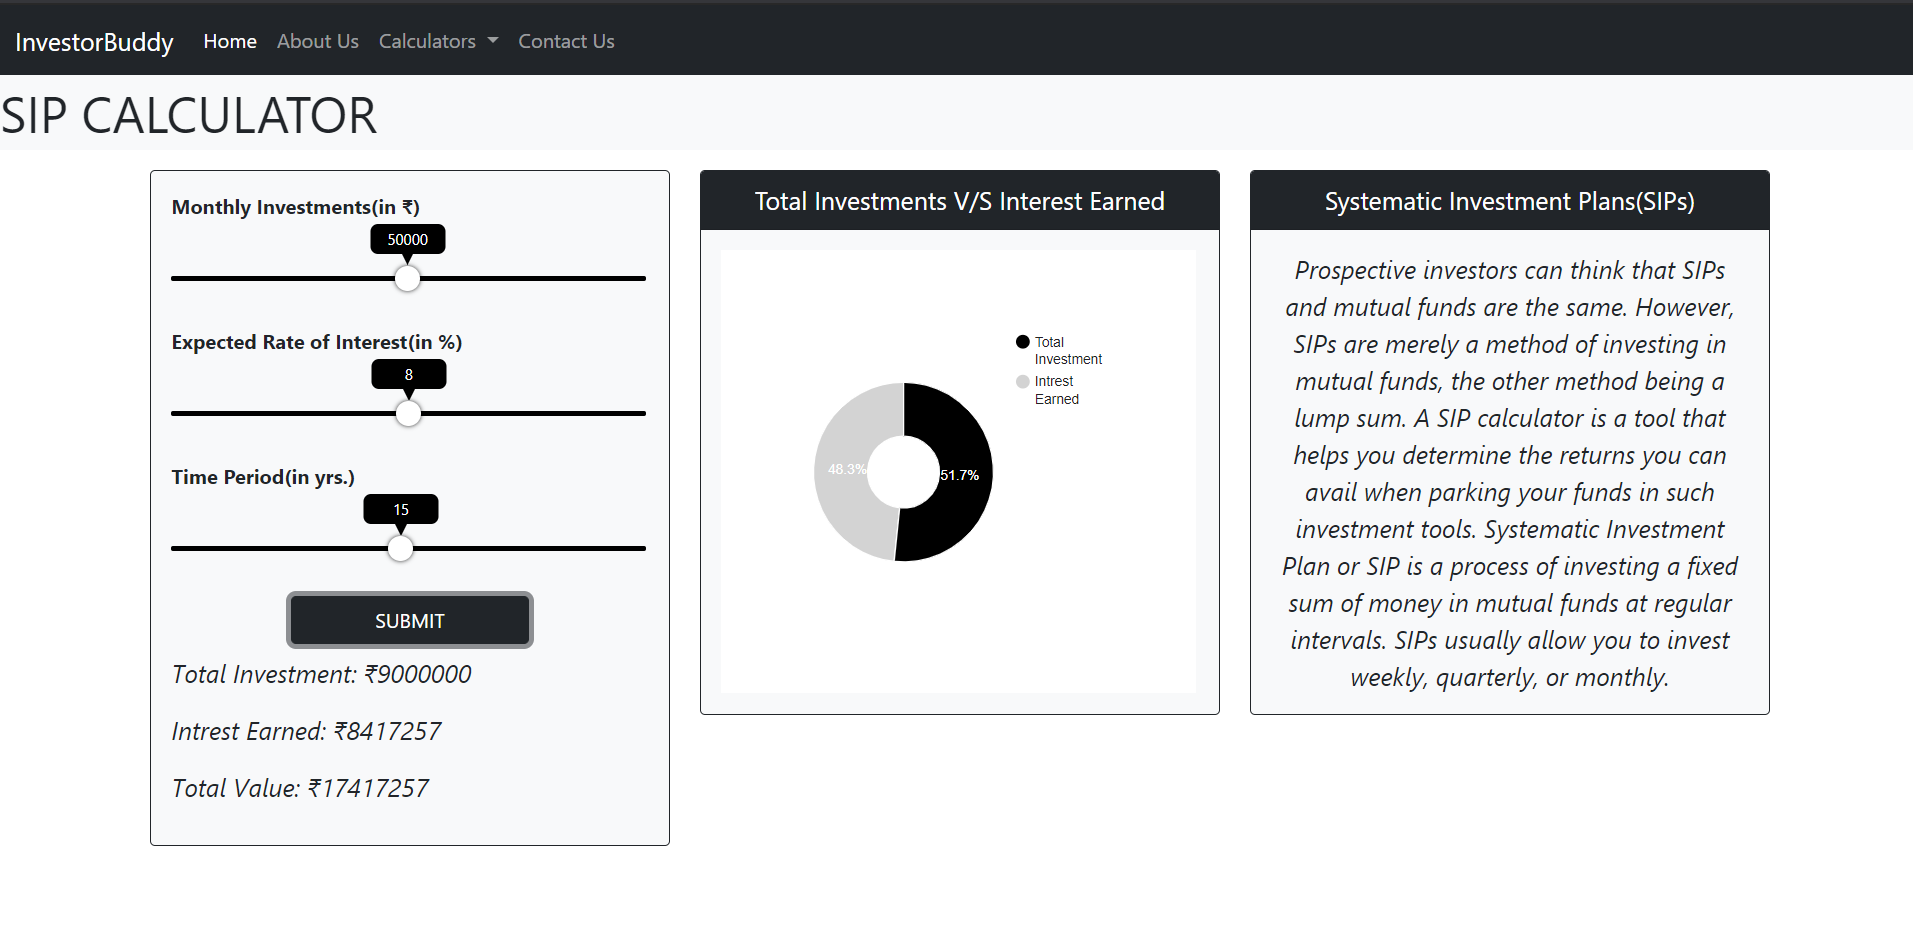 InvestorBuddy Home About Us Calculators Contact Us
SIP CALCULATOR
Monthly Investments(in ₹)
50000
Expected Rate of Interest(in %)
8
Time Period(in yrs.)
15
SUBMIT
Total Investment: ₹9000000
Intrest Earned: ₹8417257
Total Value: ₹17417257
Total Investments V/S Interest Earned
Total
Investment
Intrest
Earned
48.3%
51.7%
Systematic Investment Plans(SIPs)
Prospective investors can think that SIPs
and mutual funds are the same. However,
SIPs are merely a method of investing in
mutual funds, the other method being a
lump sum. A SIP calculator is a tool that
helps you determine the returns you can
avail when parking your funds in such
investment tools. Systematic Investment
Plan or SIP is a process of investing a fixed
sum of money in mutual funds at regular
intervals. SIPs usually allow you to invest
weekly, quarterly, or monthly.